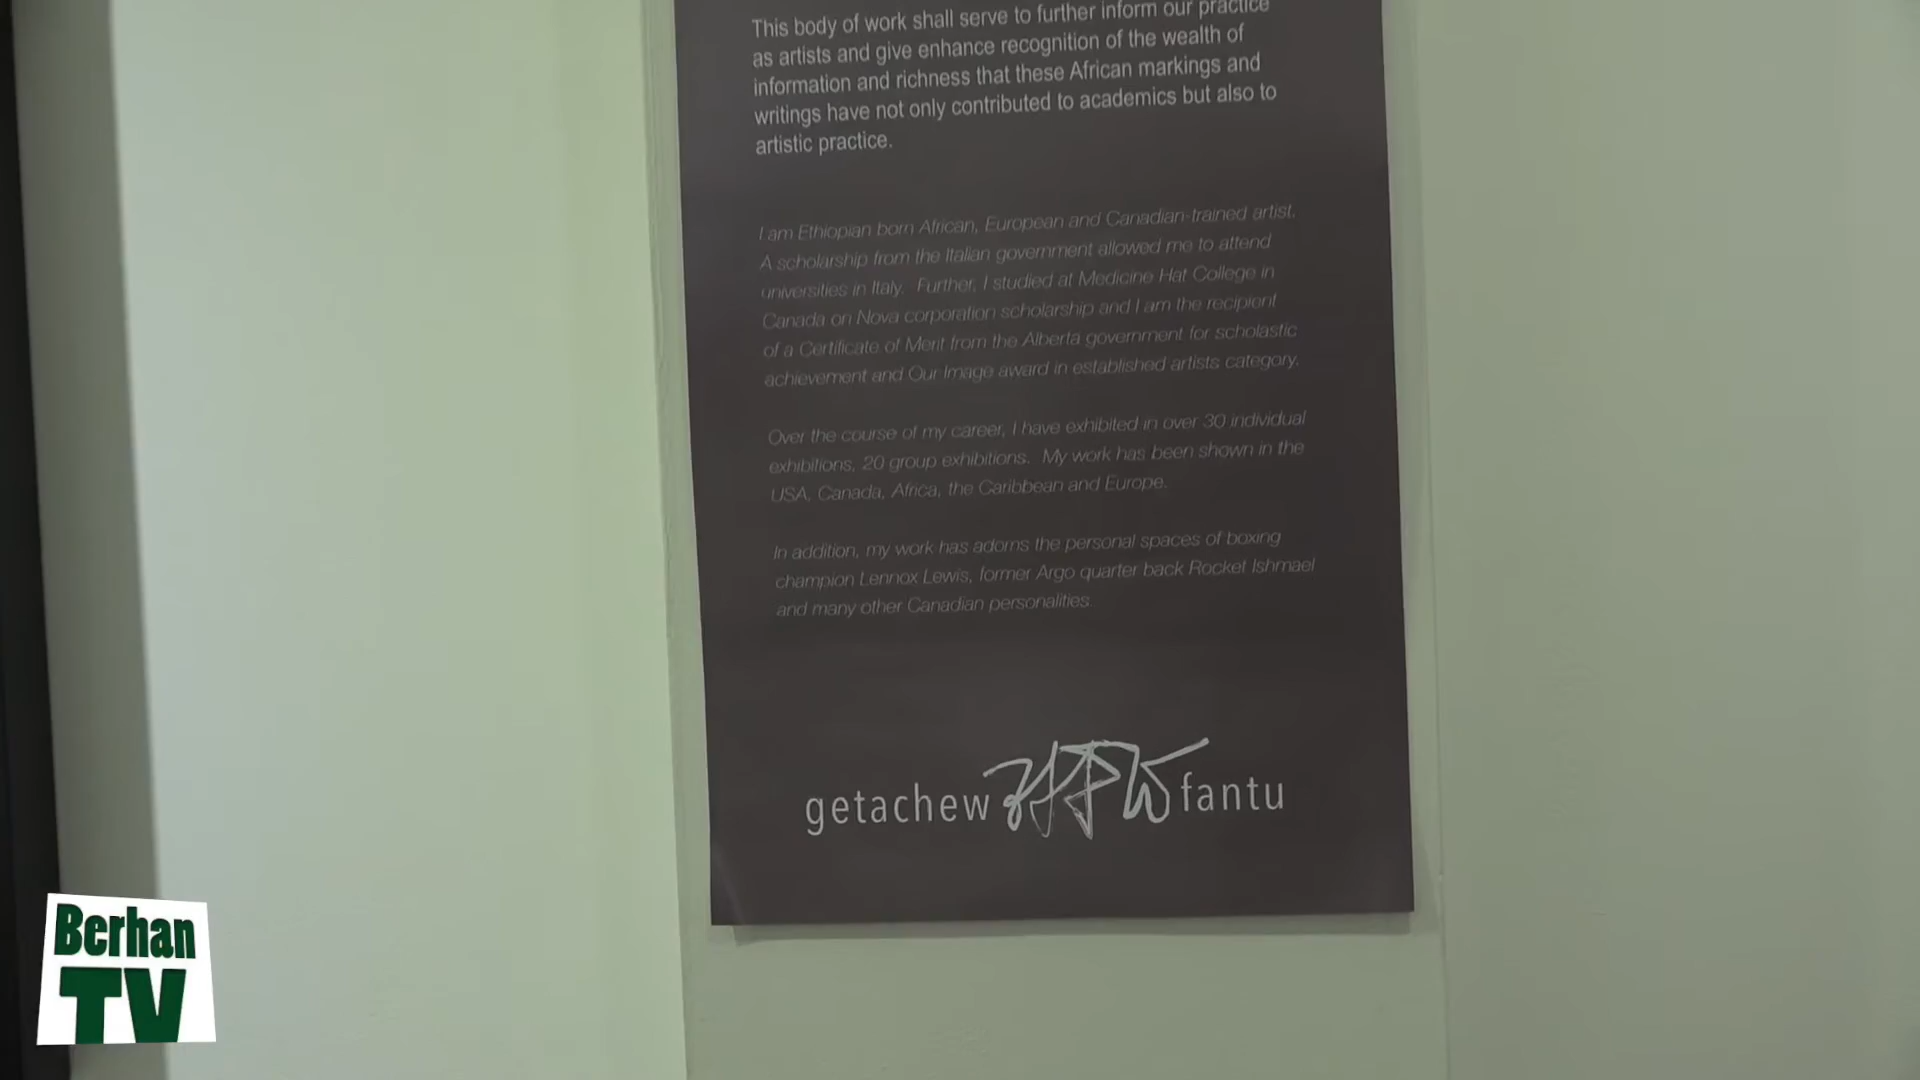 This body of work shall serve to further inform our practice
as artists and give enhance recognition of the wealth of
information and richness that these African markings and
writings have not only contributed to academics but also to
artistic practice.
I am Ethiopian born African, European and Canadian-trained artist.
A scholarship from the Italian government allowed me to attend
universities in Italy. Further, I studied at Medicine Hat College in
Canada on Nova corporation scholarship and I am the recipient
of a Certificate of Merit from the Alberta government for scholastic
achievement and Our Image award in established artists category.
Over the course of my career, I have exhibited in over 30 individual
exhibitions, 20 group exhibitions. My work has been shown in the
USA, Canada, Africa, the Caribbean and Europe.
In addition, my work has adorns the personal spaces of boxing
champion Lennox Lewis, former Argo quarter back Rocket Ishmael
and many other Canadian personalities.
getachew fantu
Berhan
TV